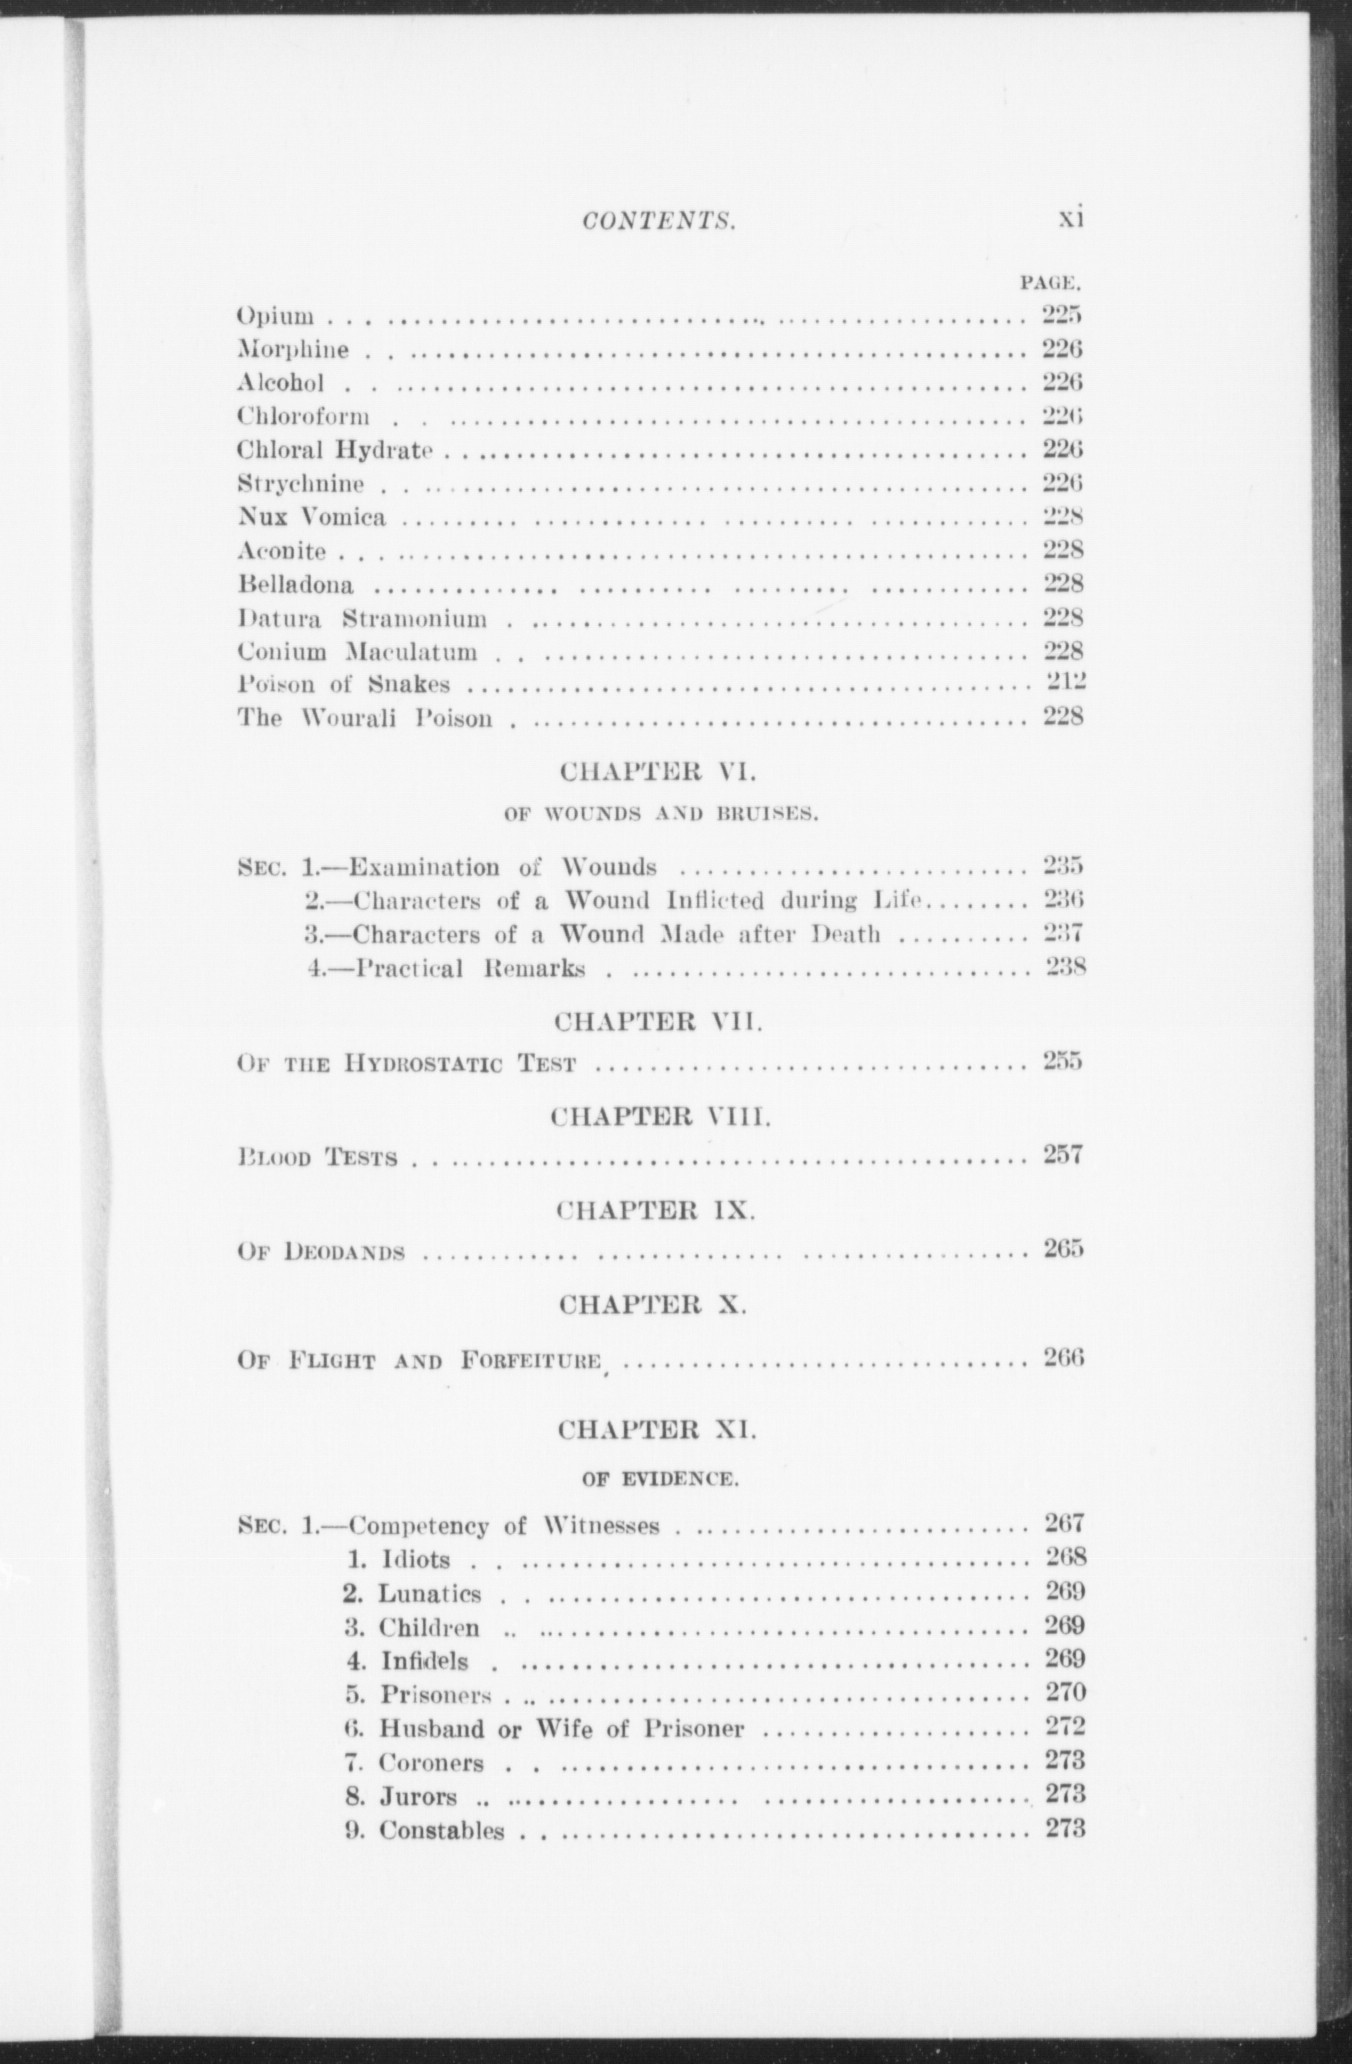 CONTENTS. xi
PAGE.
Opium . . . . . . . . . . . . . . . . . . . . 225
Morphine . . . . . . . . . . . . . . . . . . . . 226
Alcohol . . . . . . . . . . . . . . . . . . . . 226
Chloroform . . . . . . . . . . . . . . . . . . . . 226
Chloral Hydrate . . . . . . . . . . . . . . . . . . . . 226
Strychnine . . . . . . . . . . . . . . . . . . . . 226
Nux Vomica . . . . . . . . . . . . . . . . . . . . 228
Aconite . . . . . . . . . . . . . . . . . . . . 228
Belladona . . . . . . . . . . . . . . . . . . . . 228
Datura Stramonium . . . . . . . . . . . . . . . . . . . . 228
Conium Maculatum . . . . . . . . . . . . . . . . . . . . 228
Poison of Snakes . . . . . . . . . . . . . . . . . . . . 212
The Wourali Poison . . . . . . . . . . . . . . . . . . . . 228
CHAPTER VI.
OF WOUNDS AND BRUISES.
SEC. 1.—Examination of Wounds . . . . . . . . . . . . . . . . . . . . 235
2.—Characters of a Wound Inflicted during Life. . . . . . . . 236
3.—Characters of a Wound Made after Death . . . . . . . . . . 237
4.—Practical Remarks . . . . . . . . . . . . . . . . . . . . 238
CHAPTER VII.
OF THE HYDROSTATIC TEST . . . . . . . . . . . . . . . . . . . . 255
CHAPTER VIII.
BLOOD TESTS . . . . . . . . . . . . . . . . . . . . 257
CHAPTER IX.
OF DEODANDS . . . . . . . . . . . . . . . . . . . . 265
CHAPTER X.
OF FLIGHT AND FORFEITURE, . . . . . . . . . . . . . . . . . . . . 266
CHAPTER XI.
OF EVIDENCE.
SEC. 1.—Competency of Witnesses . . . . . . . . . . . . . . . . . . . . 267
1. Idiots . . . . . . . . . . . . . . . . . . . . 268
2. Lunatics . . . . . . . . . . . . . . . . . . . . 269
3. Children . . . . . . . . . . . . . . . . . . . . 269
4. Infidels . . . . . . . . . . . . . . . . . . . . 269
5. Prisoners . . . . . . . . . . . . . . . . . . . . 270
6. Husband or Wife of Prisoner . . . . . . . . . . . . . . . . . . . . 272
7. Coroners . . . . . . . . . . . . . . . . . . . . 273
8. Jurors . . . . . . . . . . . . . . . . . . . . 273
9. Constables . . . . . . . . . . . . . . . . . . . . 273